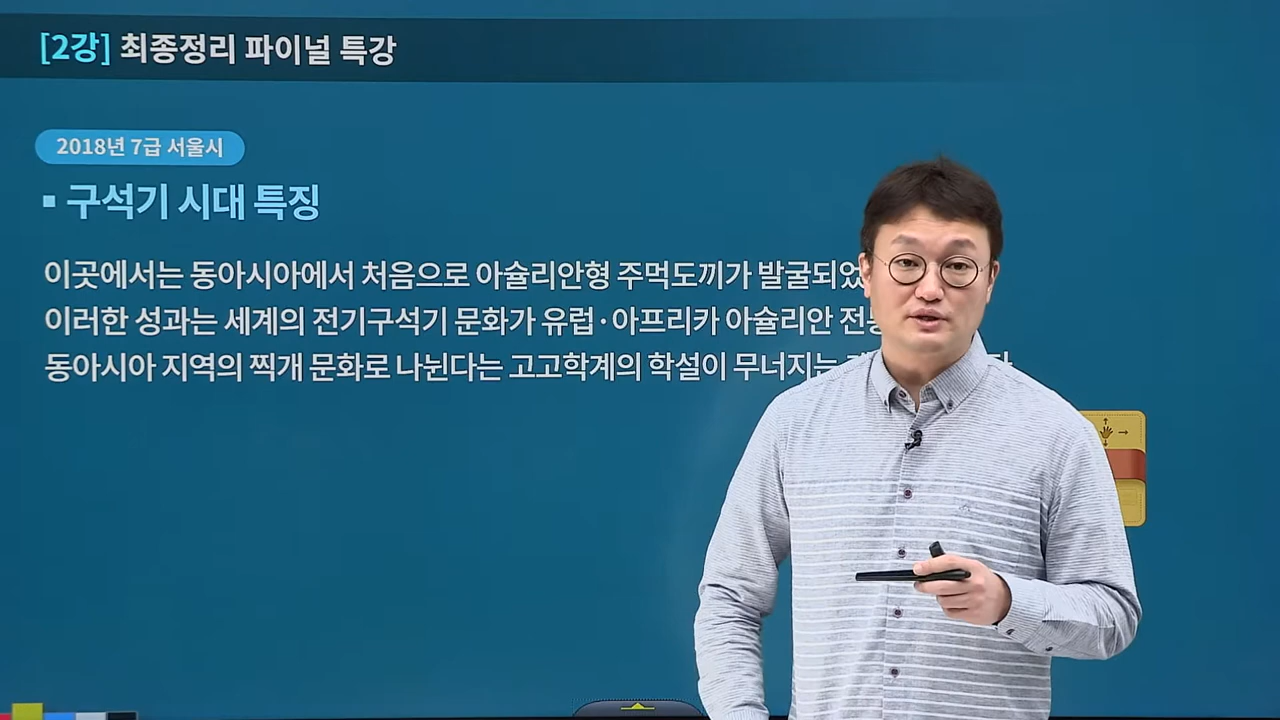 [2강] 최종정리 파이널 특강
2018년 7급 서울시
▪ 구석기 시대 특징
이곳에서는 동아시아에서 처음으로 아슐리안형 주먹도끼가 발굴되었
이러한 성과는 세계의 전기구석기 문화가 유럽·아프리카 아슐리안
동아시아 지역의 찍개 문화로 나뉜다는 고고학계의 학설이 무너지는